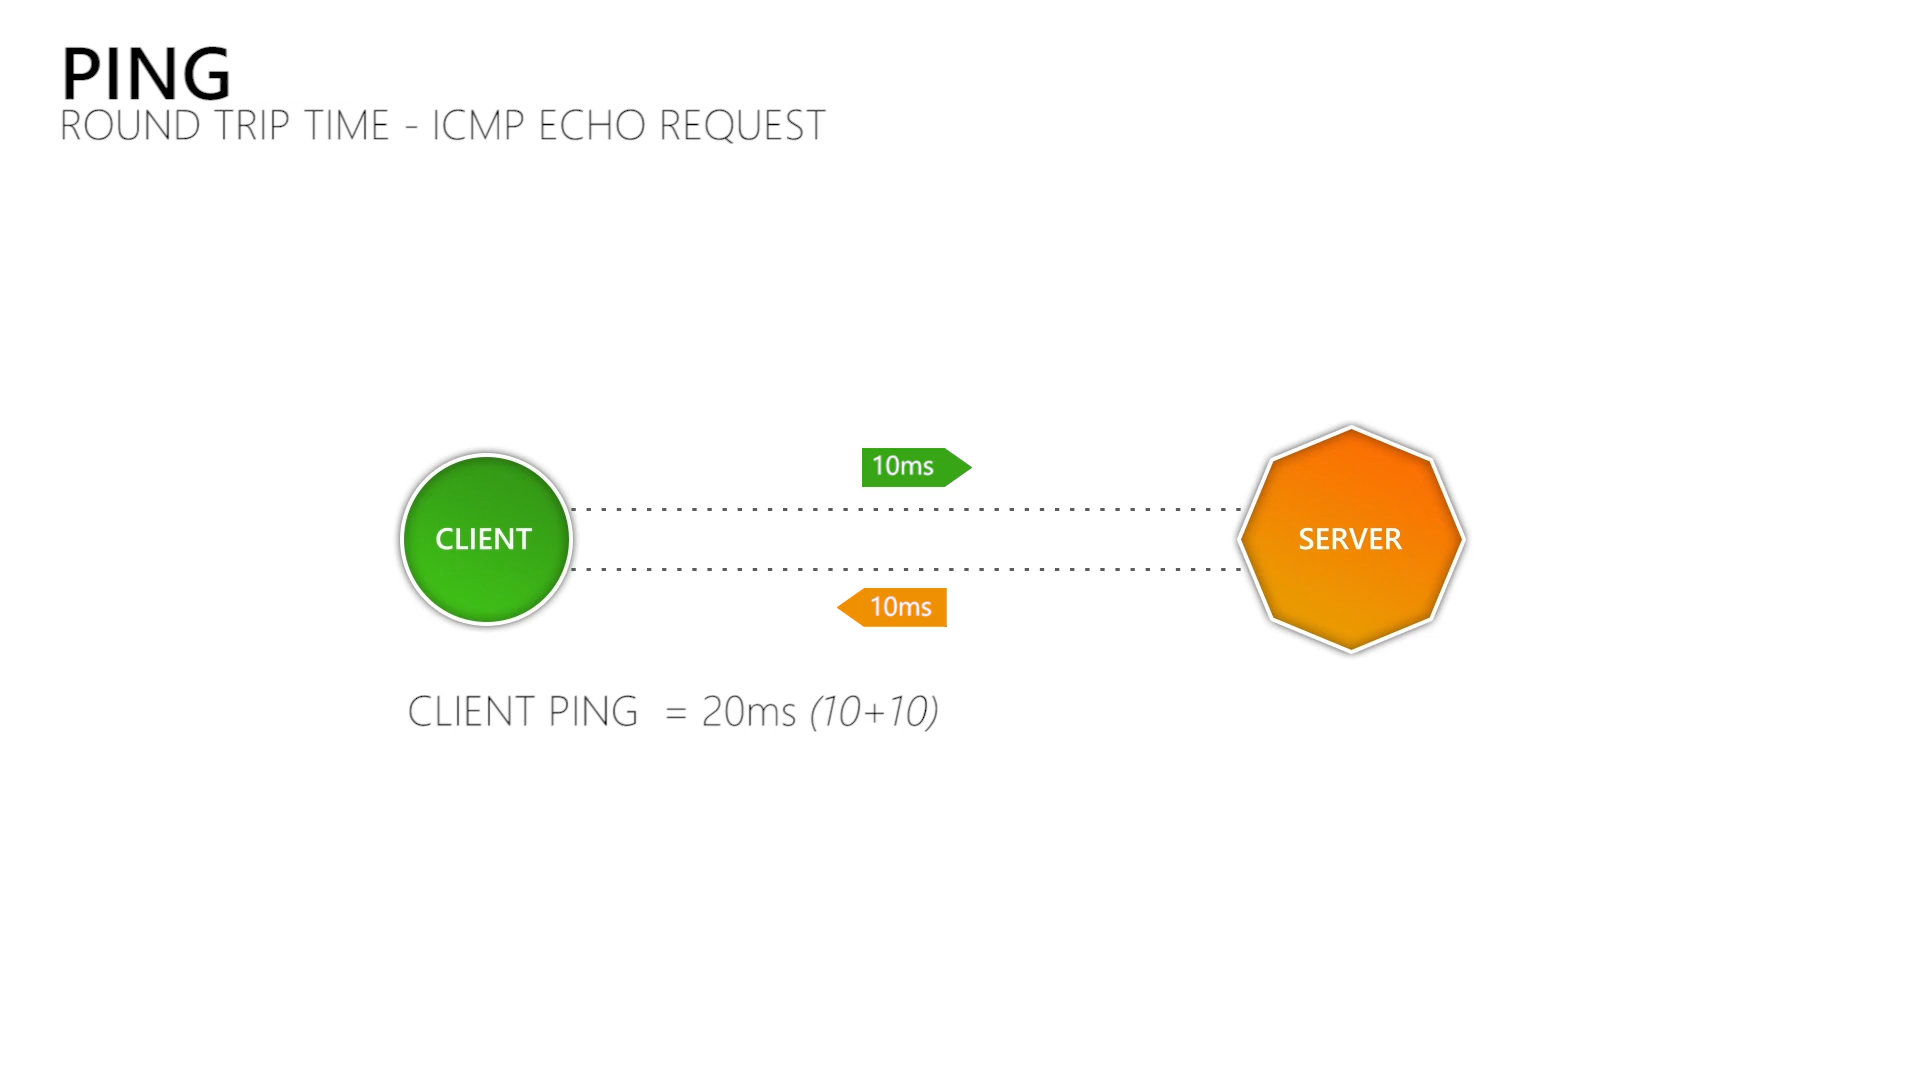 PING
ROUND TRIP TIME - ICMP ECHO REQUEST
10ms
CLIENT
SERVER
10ms
CLIENT PING = 20ms (10+10)